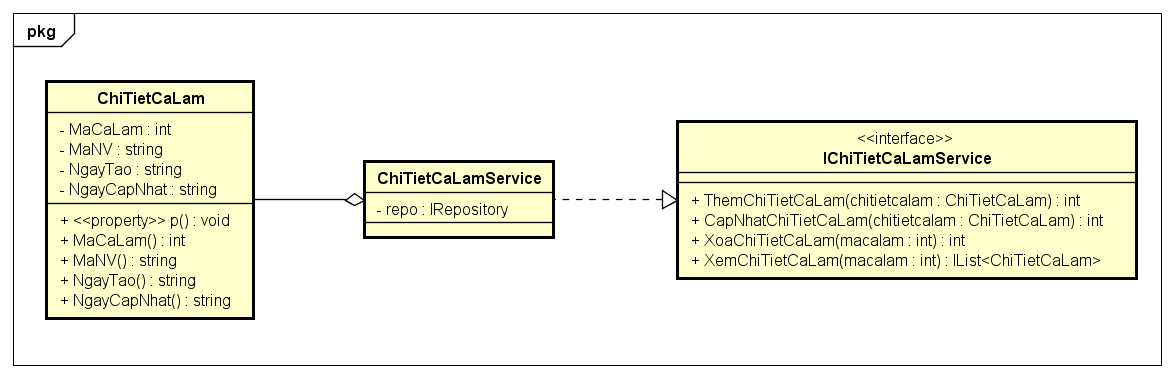 pkg
ChiTietCaLam
- MaCaLam : int
- MaNV : string
- NgayTao : string
- NgayCapNhat : string
+ <<property>> p() : void
+ MaCaLam() : int
+ MaNV() : string
+ NgayTao() : string
+ NgayCapNhat() : string
ChiTietCaLamService
- repo : IRepository
<<interface>>
IChiTietCaLamService
+ ThemChiTietCaLam(chitietcalam : ChiTietCaLam) : int
+ CapNhatChiTietCaLam(chitietcalam : ChiTietCaLam) : int
+ XoaChiTietCaLam(macalam : int) : int
+ XemChiTietCaLam(macalam : int) : IList<ChiTietCaLam>